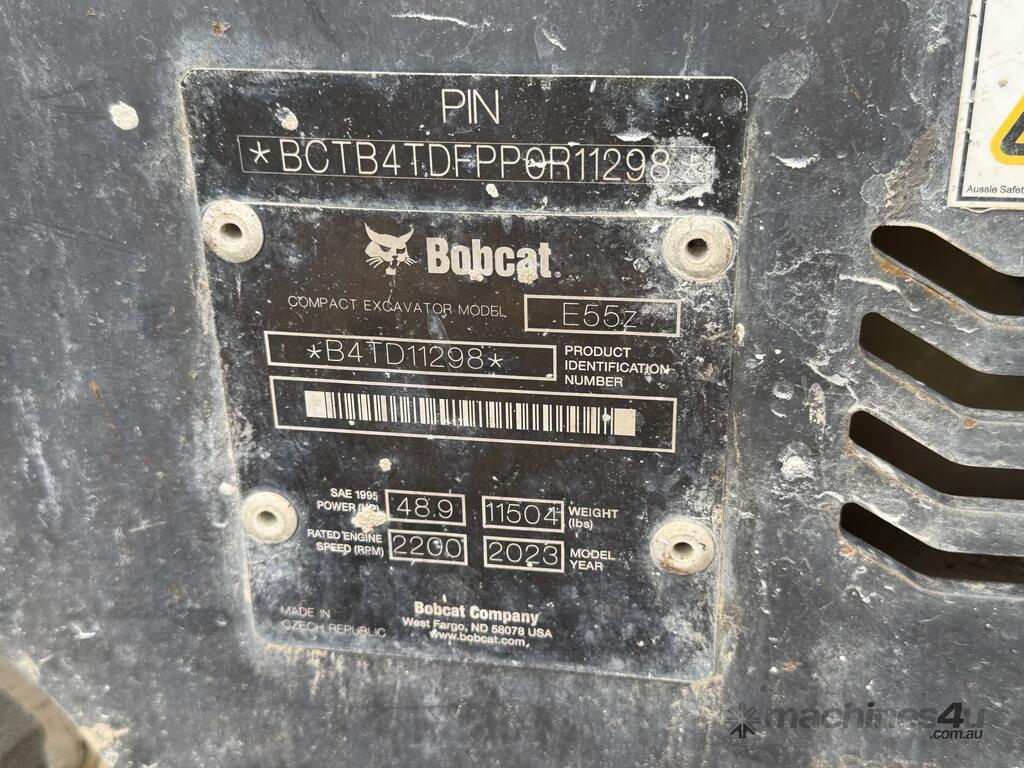 PIN
*BCTB4TDFPP0R11298*
Bobcat®
COMPACT EXCAVATOR MODEL E55z
*B4TD11298* PRODUCT
IDENTIFICATION
NUMBER
SAE 1995
POWER (HP) 48.9 11504 WEIGHT
(lbs)
RATED ENGINE
SPEED (RPM) 2200 2023 MODEL
YEAR
MADE IN
CZECH REPUBLIC
Bobcat Company
West Fargo, ND 58078 USA
www.bobcat.com
Aussie Safet
machines4u
.com.au